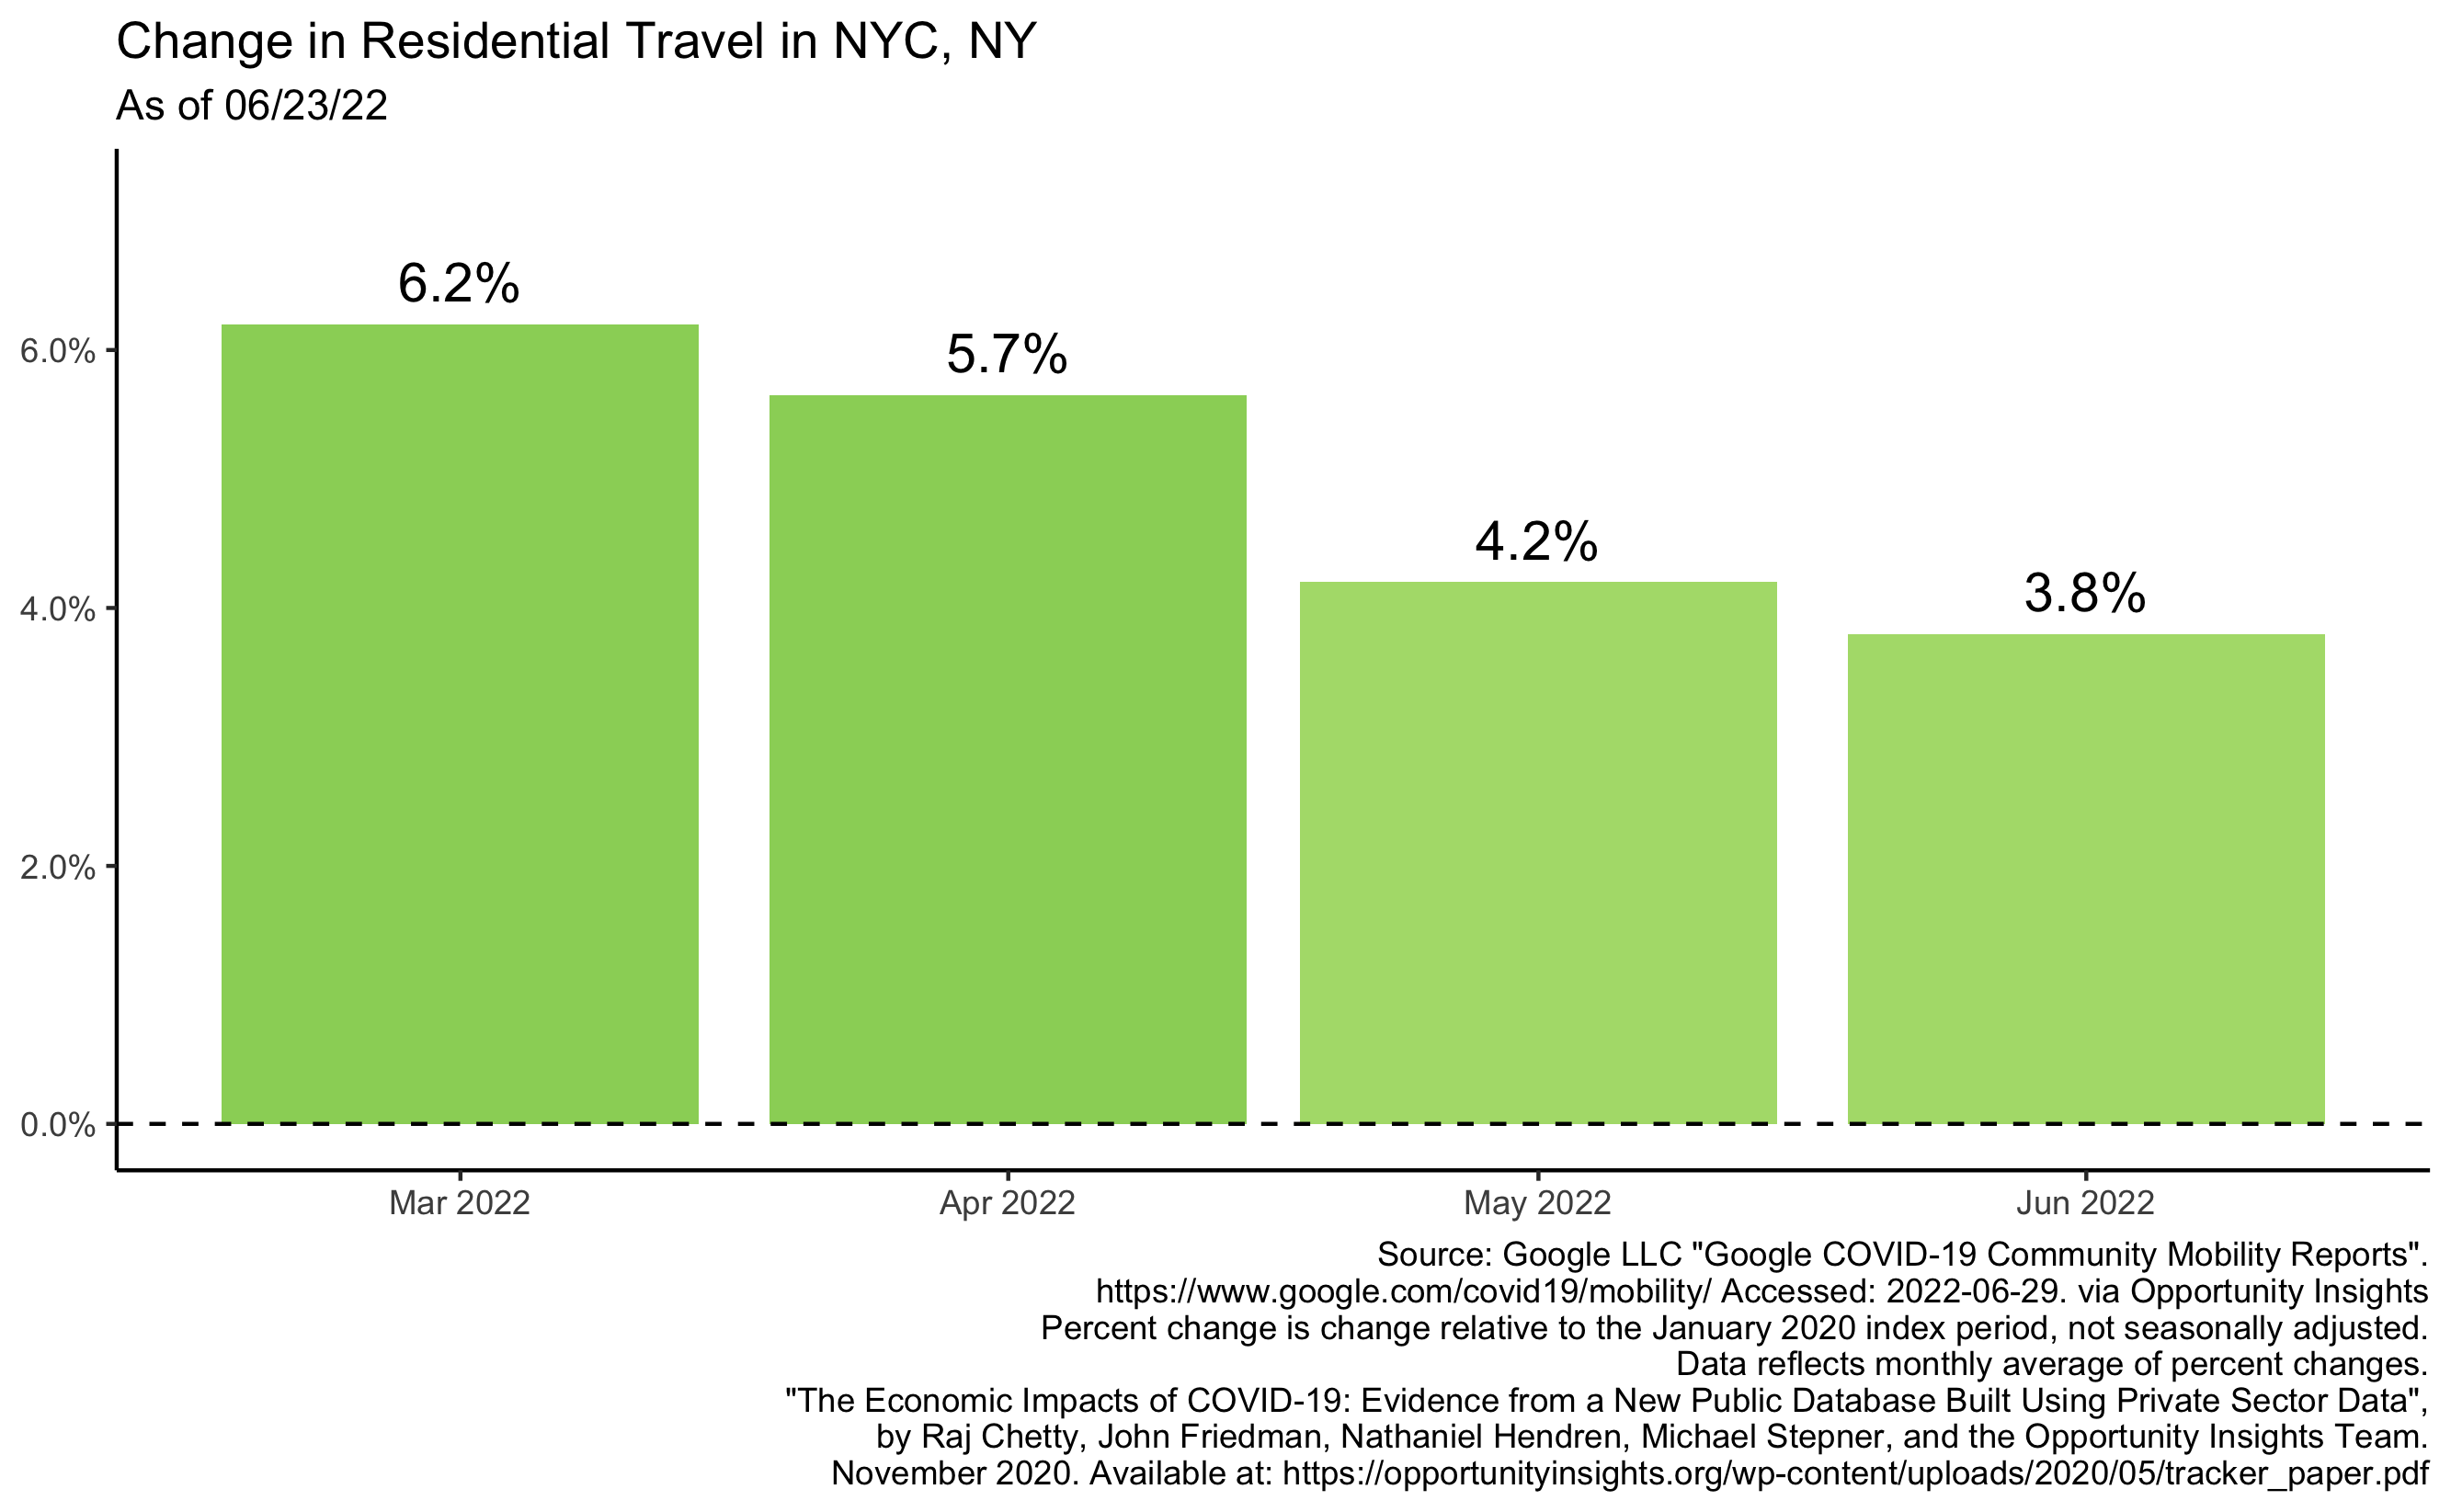 Change in Residential Travel in NYC, NY
As of 06/23/22
6.2%
5.7%
4.2%
3.8%
6.0%
4.0%
2.0%
0.0%
Mar 2022
Apr 2022
May 2022
Jun 2022
Source: Google LLC "Google COVID-19 Community Mobility Reports".
https://www.google.com/covid19/mobility/ Accessed: 2022-06-29. via Opportunity Insights
Percent change is change relative to the January 2020 index period, not seasonally adjusted.
Data reflects monthly average of percent changes.
"The Economic Impacts of COVID-19: Evidence from a New Public Database Built Using Private Sector Data",
by Raj Chetty, John Friedman, Nathaniel Hendren, Michael Stepner, and the Opportunity Insights Team.
November 2020. Available at: https://opportunityinsights.org/wp-content/uploads/2020/05/tracker_paper.pdf